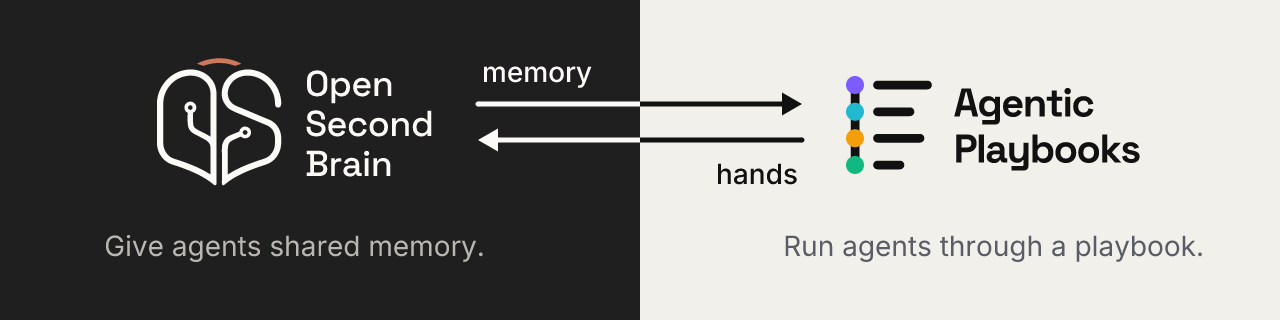 Open
Second
Brain
memory
hands
Agentic
Playbooks
Give agents shared memory.
Run agents through a playbook.